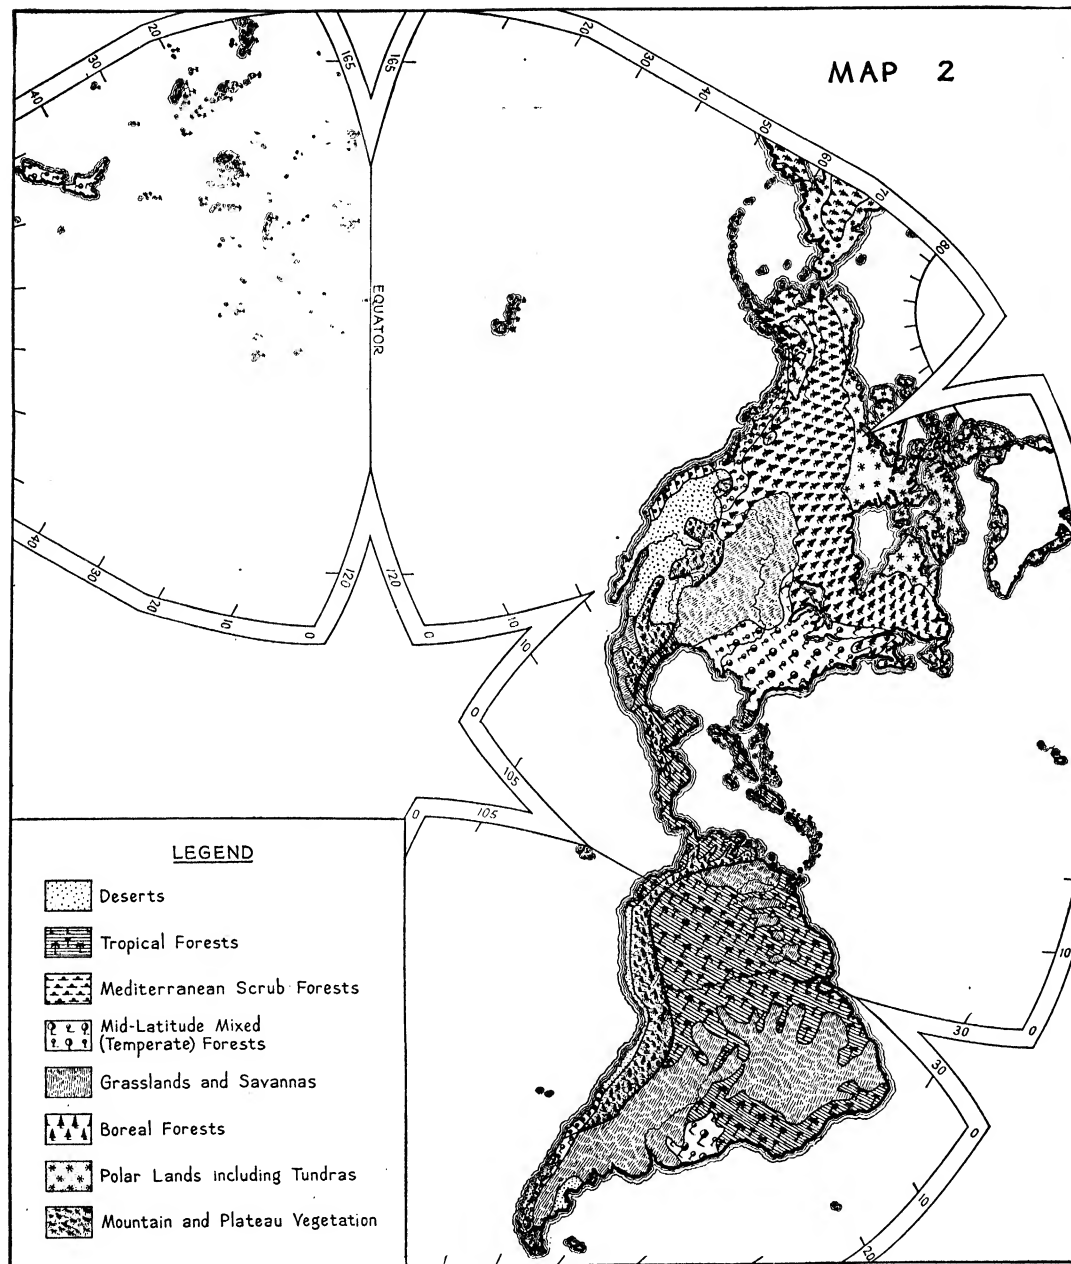 MAP 2
20
30
40
165
165
20
30
40
50
60
70
80
EQUATOR
40
30
20
10
0
120
120
0
10
10
0
105
0
105
10
30
0
30
0
10
20
LEGEND
Deserts
Tropical Forests
Mediterranean Scrub Forests
Mid-Latitude Mixed
(Temperate) Forests
Grasslands and Savannas
Boreal Forests
Polar Lands including Tundras
Mountain and Plateau Vegetation